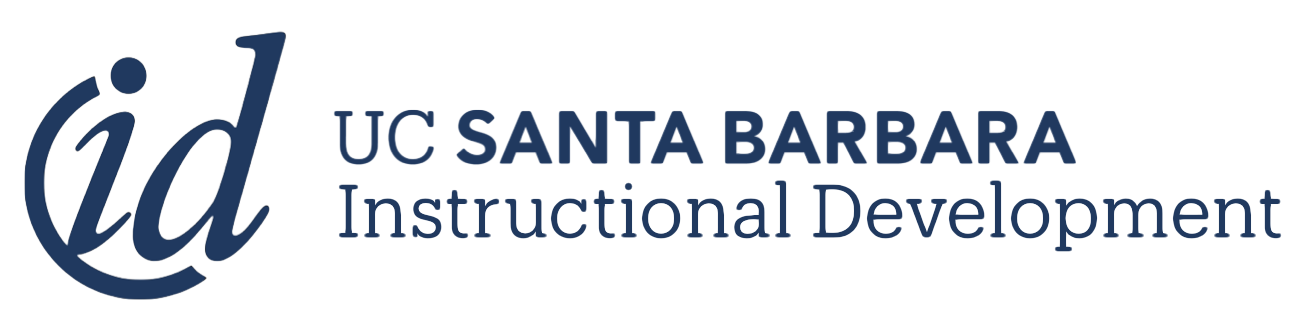 id
UC SANTA BARBARA
Instructional Development